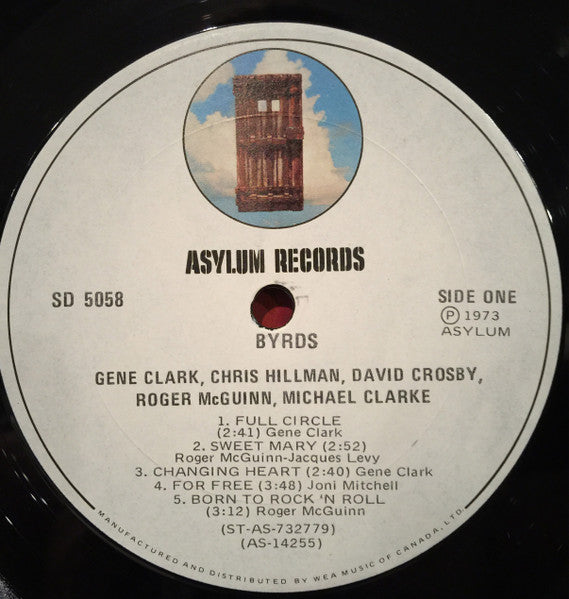 ASYLUM RECORDS
SD 5058
SIDE ONE
Ⓟ 1973
ASYLUM
BYRDS
GENE CLARK, CHRIS HILLMAN, DAVID CROSBY,
ROGER McGUINN, MICHAEL CLARKE
1. FULL CIRCLE
(2:41) Gene Clark
2. SWEET MARY (2:52)
Roger McGuinn-Jacques Levy
3. CHANGING HEART (2:40) Gene Clark
4. FOR FREE (3:48) Joni Mitchell
5. BORN TO ROCK 'N ROLL
(3:12) Roger McGuinn
(ST-AS-732779)
(AS-14255)
MANUFACTURED AND DISTRIBUTED BY WEA MUSIC OF CANADA, LTD.